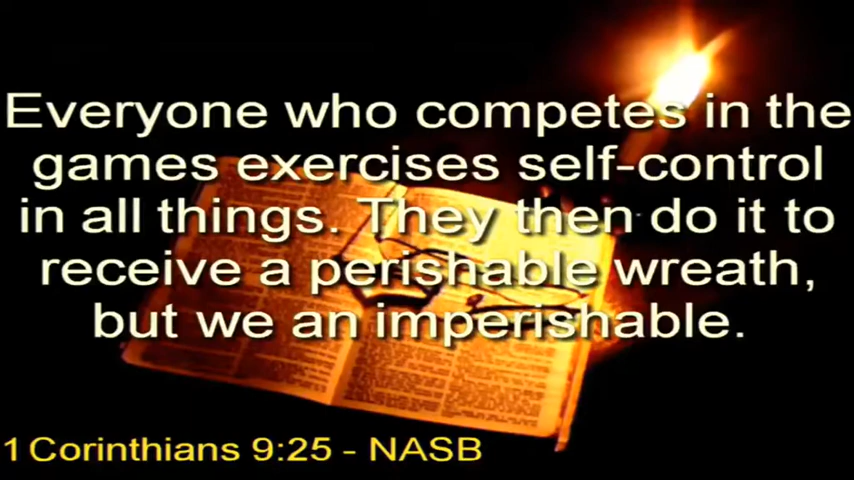 Everyone who competes in the
games exercises self-control
in all things. They then do it to
receive a perishable wreath,
but we an imperishable.
1 Corinthians 9:25 - NASB